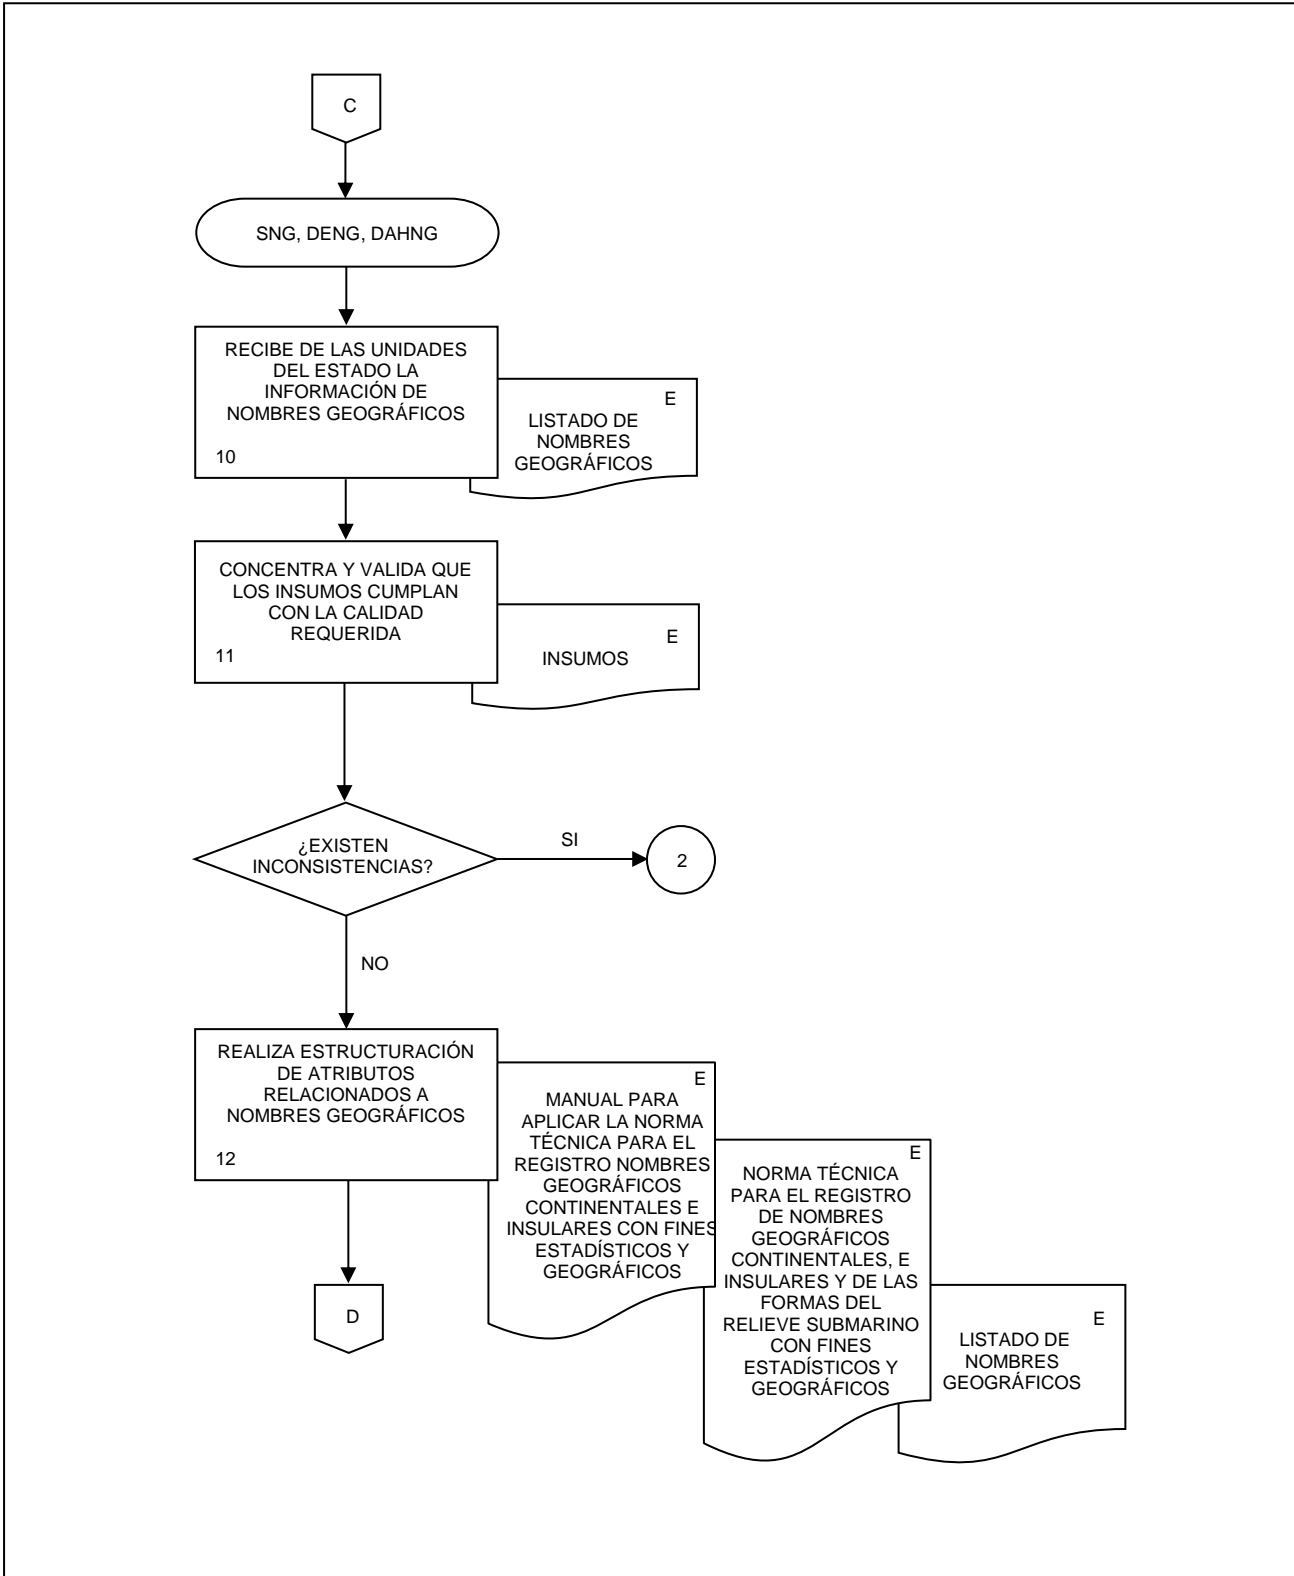 C
SNG, DENG, DAHNG
RECIBE DE LAS UNIDADES
DEL ESTADO LA
INFORMACIÓN DE
NOMBRES GEOGRÁFICOS
10
E
LISTADO DE
NOMBRES
GEOGRÁFICOS
CONCENTRA Y VALIDA QUE
LOS INSUMOS CUMPLAN
CON LA CALIDAD
REQUERIDA
11
E
INSUMOS
¿EXISTEN
INCONSISTENCIAS?
SI
2
NO
REALIZA ESTRUCTURACIÓN
DE ATRIBUTOS
RELACIONADOS A
NOMBRES GEOGRÁFICOS
12
E
MANUAL PARA
APLICAR LA NORMA
TÉCNICA PARA EL
REGISTRO NOMBRES
GEOGRÁFICOS
CONTINENTALES E
INSULARES CON FINES
ESTADÍSTICOS Y
GEOGRÁFICOS
E
NORMA TÉCNICA
PARA EL REGISTRO
DE NOMBRES
GEOGRÁFICOS
CONTINENTALES, E
INSULARES Y DE LAS
FORMAS DEL
RELIEVE SUBMARINO
CON FINES
ESTADÍSTICOS Y
GEOGRÁFICOS
E
LISTADO DE
NOMBRES
GEOGRÁFICOS
D